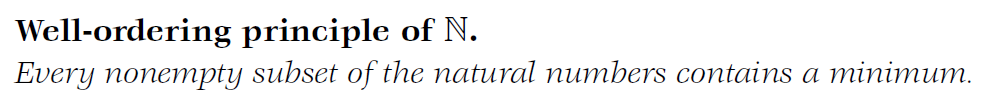 Well-ordering principle of ℕ.
Every nonempty subset of the natural numbers contains a minimum.